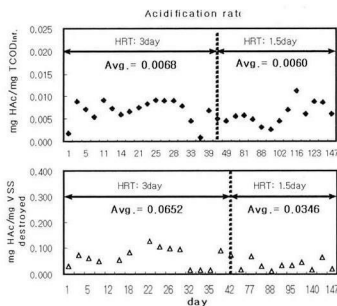 Acidification rate
mg HAc/mg TCODinf.
0.025
0.020
0.015
0.010
0.005
0.000
HRT: 3day
HRT: 1.5day
Avg. = 0.0068
Avg. = 0.0060
1 5 11 14 21 25 28 33 39 49 81 88 102 116 123 147
mg HAc/mg VSS
destroyed
0.400
0.300
0.200
0.100
0.000
HRT: 3day
HRT: 1.5day
Avg. = 0.0652
Avg. = 0.0346
1 5 12 18 22 26 32 35 42 77 88 95 140 147
day